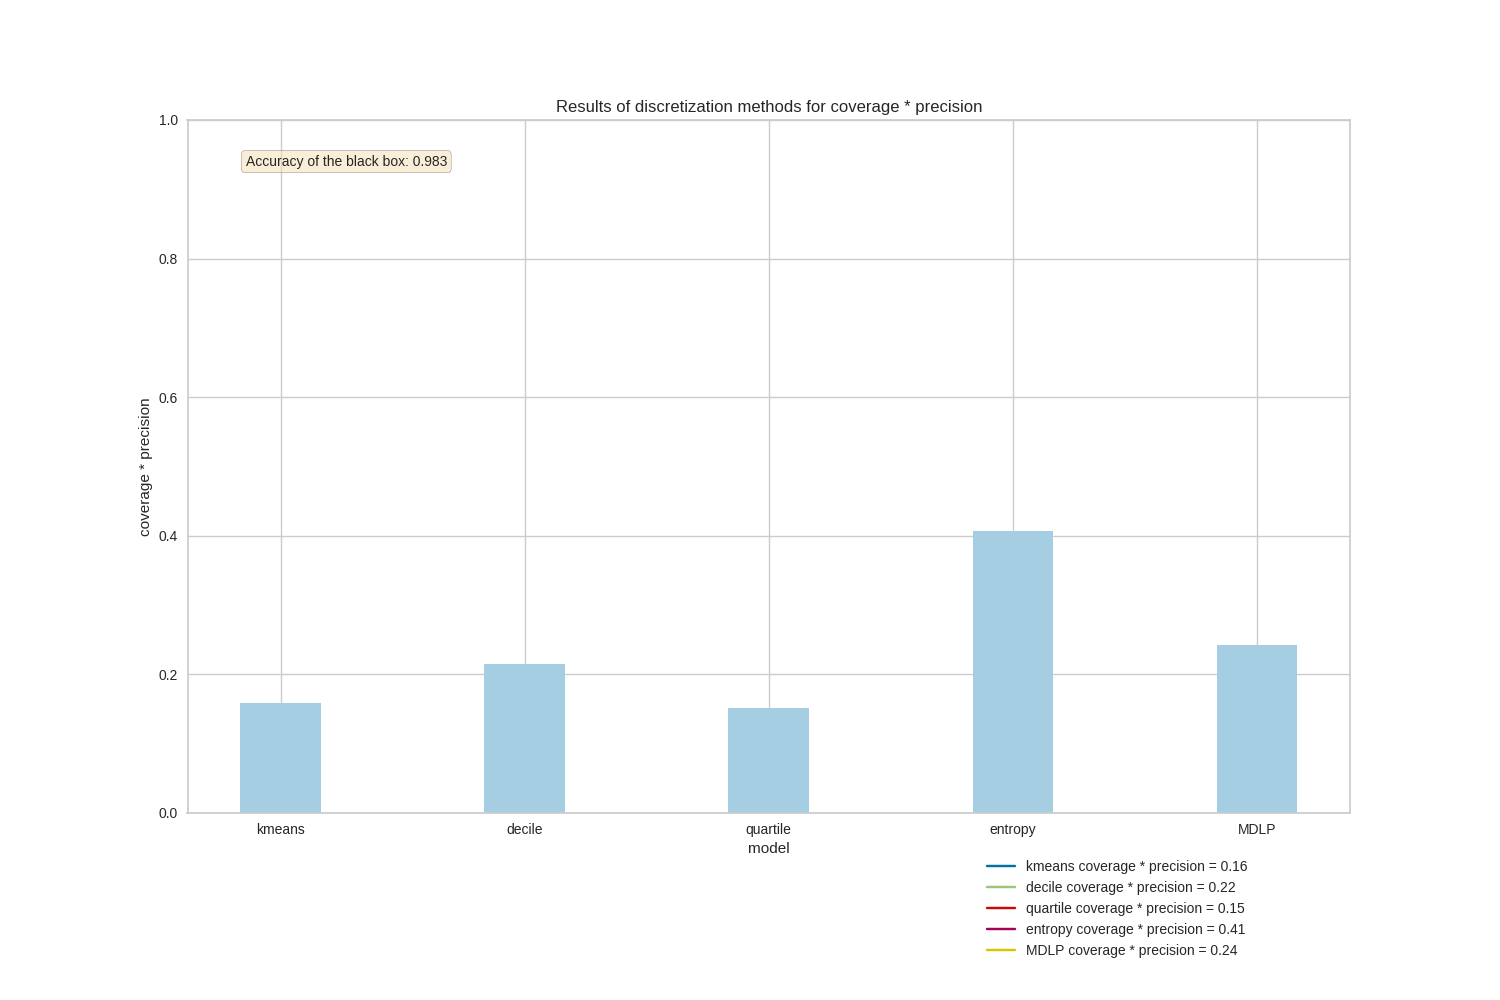 Results of discretization methods for coverage * precision
1.0
Accuracy of the black box: 0.983
0.8
0.6
coverage * precision
0.4
0.2
0.0
kmeans decile quartile entropy MDLP
model
kmeans coverage * precision = 0.16
decile coverage * precision = 0.22
quartile coverage * precision = 0.15
entropy coverage * precision = 0.41
MDLP coverage * precision = 0.24